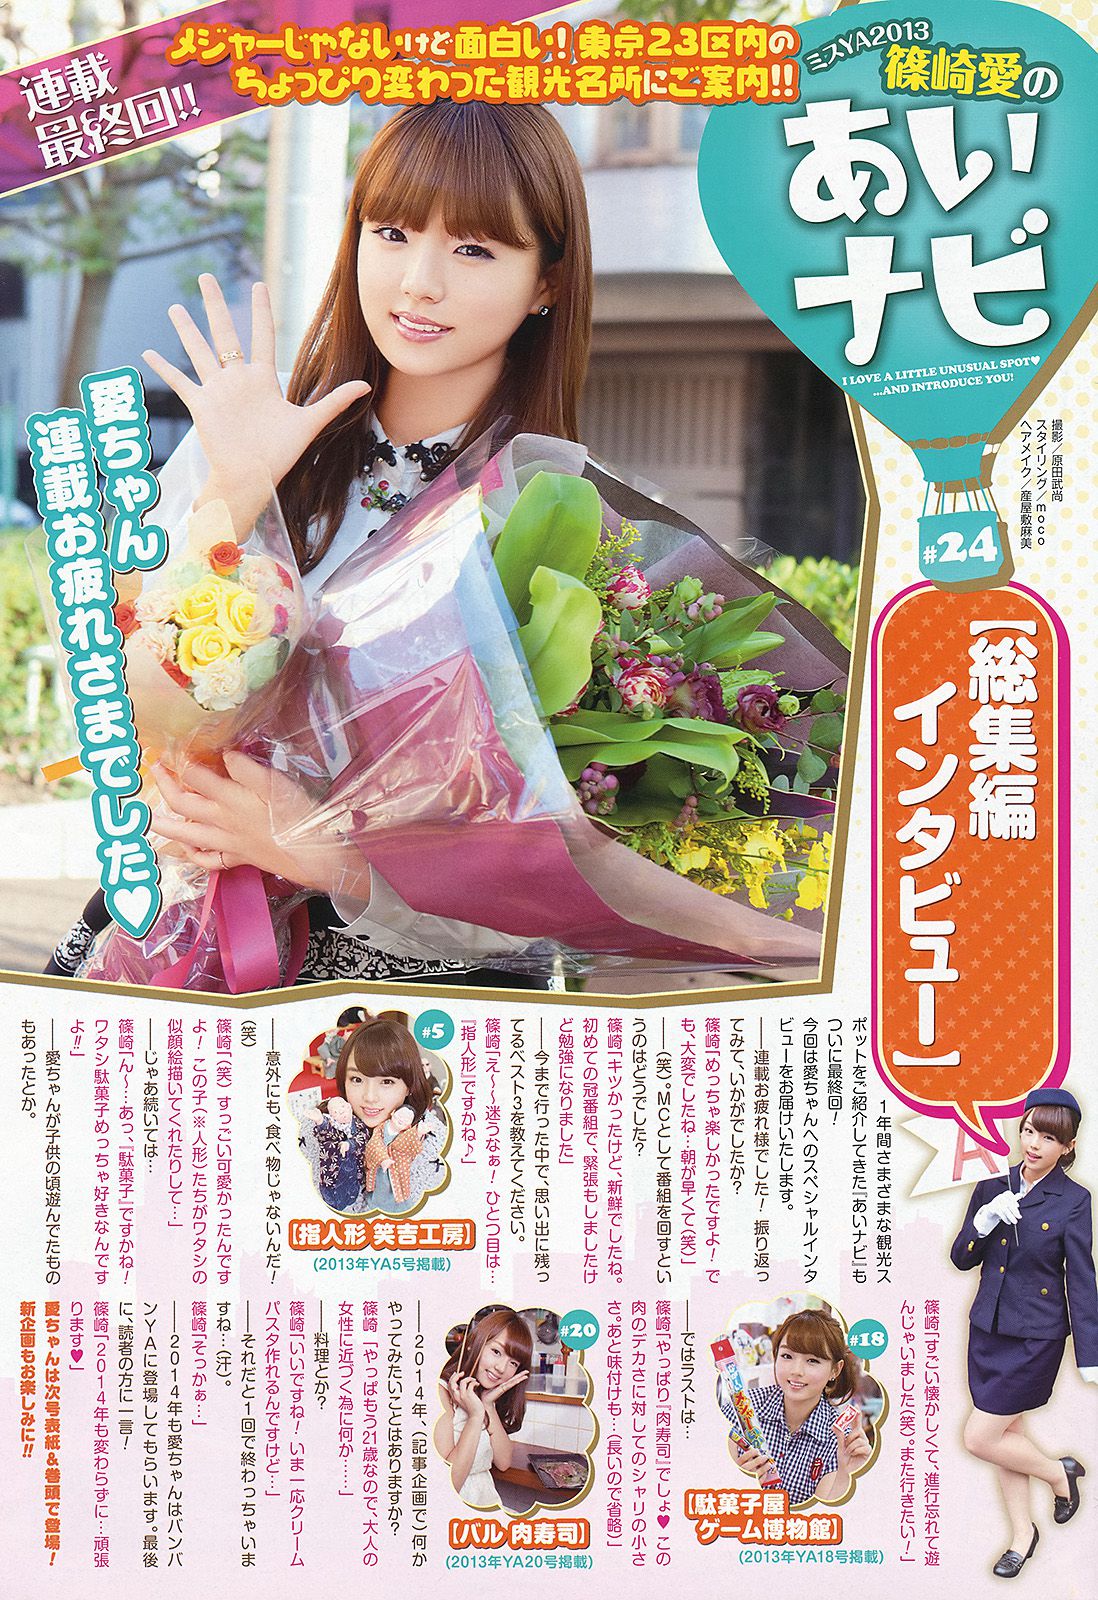 連載
最終回!!
メジャーじゃないけど面白い!東京23区内の
ちょっぴり変わった観光名所にご案内!!
ミスYA2013
篠崎愛の
あい
ナビ
I LOVE A LITTLE UNUSUAL SPOT♥
...AND INTRODUCE YOU!
撮影/原田武尚
スタイリング/moco
ヘアメイク/産屋敷麻美
#24
【総集編
インタビュー】
愛ちゃん
連載お疲れさまでした♥
1年間さまざまな観光ス
ポットをご紹介してきた『あいナビ』も
ついに最終回!
今回は愛ちゃんへのスペシャルインタ
ビューをお届けいたします。
――連載お疲れ様でした!振り返っ
てみて、いかがでしたか?
篠崎「めっちゃ楽しかったですよ!で
も、大変でしたね…朝が早くて(笑)」
――(笑)。MCとして番組を回すとい
うのはどうでした?
篠崎「キツかったけど、新鮮でしたね。
初めての冠番組で、緊張もしましたけ
ど勉強になりました」
――今まで行った中で、思い出に残っ
てるベスト3を教えてください。
篠崎「え〜〜迷うなぁ!ひとつ目は…
『指人形』ですかね♪」
#5
【指人形 笑吉工房】
(2013年YA5号掲載)
――意外にも、食べ物じゃないんだ!
(笑)
篠崎「(笑)すっごい可愛かったんです
よ!この子(※人形)たちがワタシの
似顔絵描いてくれたりして…」
――じゃあ続いては…
篠崎「ん〜…あっ、『駄菓子』ですかね!
ワタシ駄菓子めっちゃ好きなんです
よ!!」
――愛ちゃんが子供の頃遊んでたもの
もあったとか。
篠崎「すごい懐かしくて、進行忘れて遊
んじゃいました(笑)。また行きたい!」
#18
【駄菓子屋
ゲーム博物館】
(2013年YA18号掲載)
――ではラストは…
篠崎「やっぱり『肉寿司』でしょ♥この
肉のデカさに対してのシャリの小さ
さ。あと味付けも…(長いので省略)」
#20
【バル 肉寿司】
(2013年YA20号掲載)
――2014年、(記事企画で)何か
やってみたいことはありますか?
篠崎「やっぱもう21歳なので、大人の
女性に近づく為に何か……」
――料理とか?
篠崎「いいですね!いま一応クリーム
パスタ作れるんですけど…」
――それだと1回で終わっちゃいま
すね…(汗)。
篠崎「そっかぁ…」
――2014年も愛ちゃんはバンバ
ンYAに登場してもらいます。最後
に、読者の方に一言!
篠崎「2014年も変わらずに…頑張
ります♥」
愛ちゃんは次号表紙&巻頭で登場!
新企画もお楽しみに!!
A